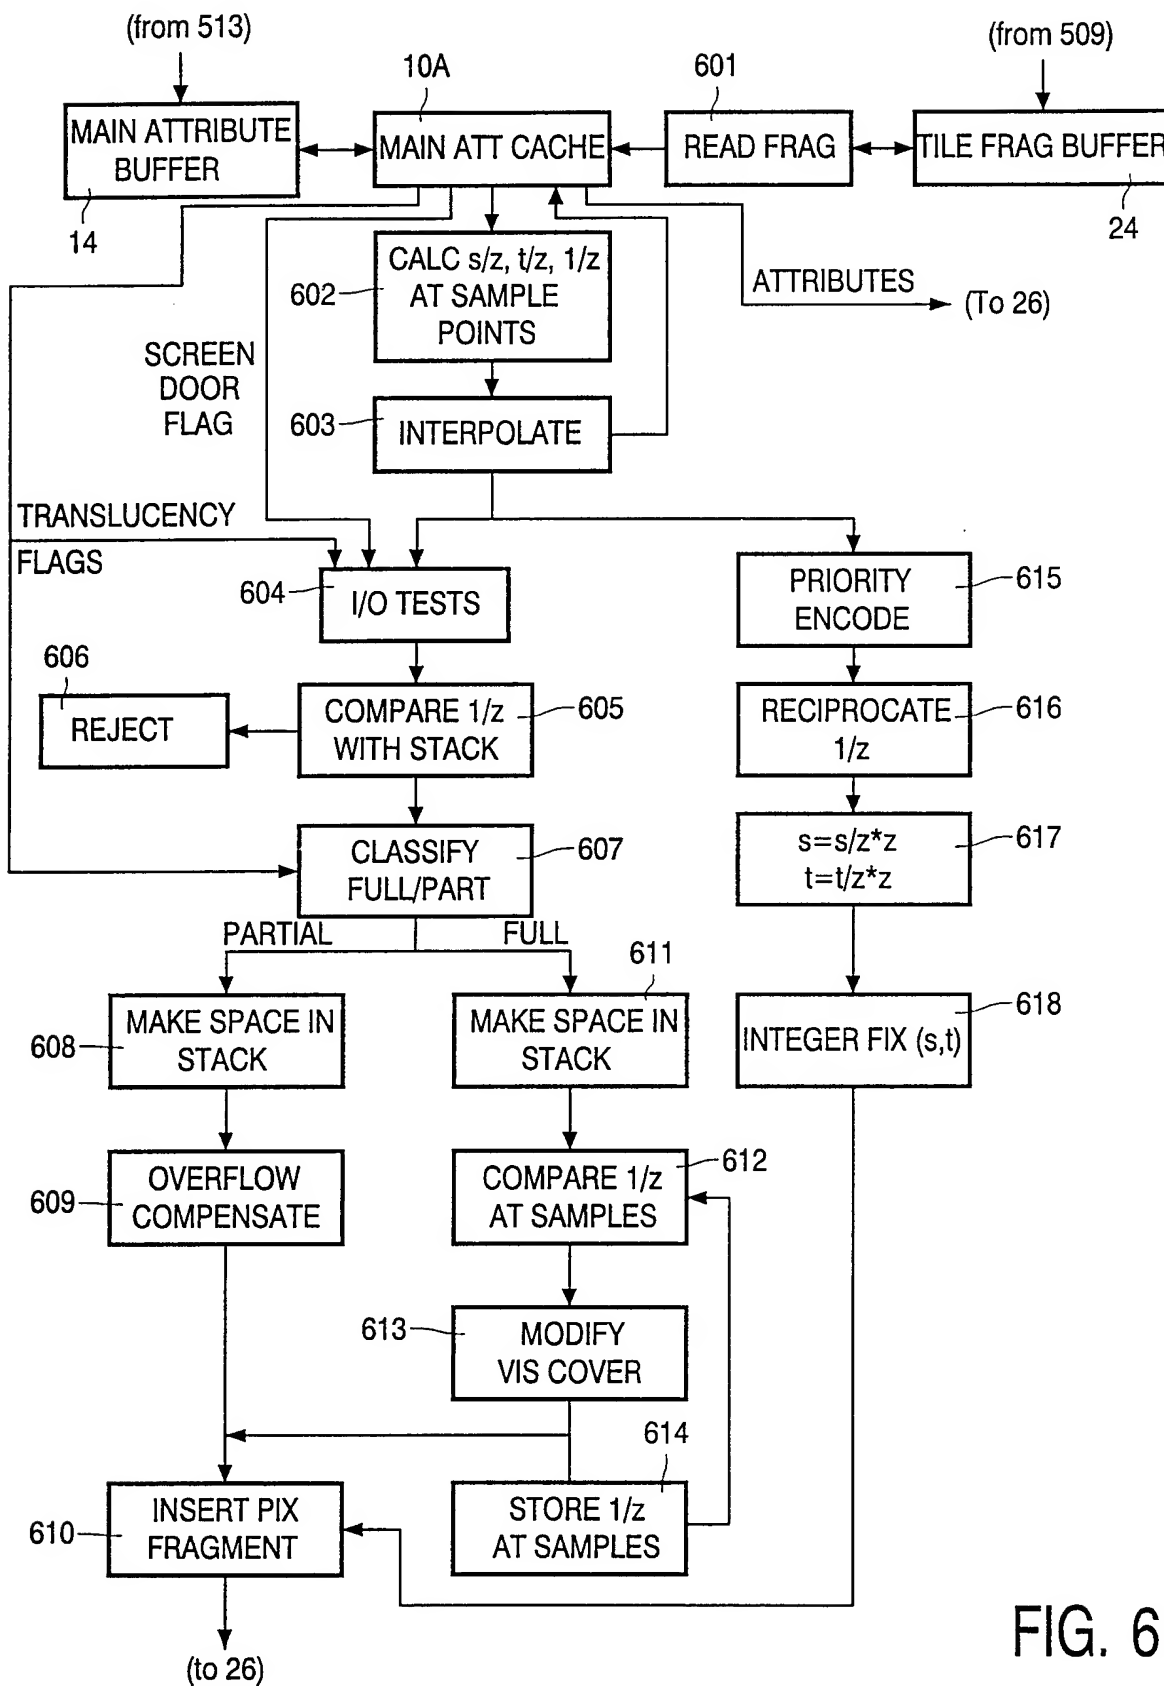 (from 513)
(from 509)
10A
601
MAIN ATTRIBUTE
BUFFER
MAIN ATT CACHE
READ FRAG
TILE FRAG BUFFER
14
24
CALC s/z, t/z, 1/z
AT SAMPLE
POINTS
602
ATTRIBUTES
(To 26)
SCREEN
DOOR
FLAG
603
INTERPOLATE
TRANSLUCENCY
FLAGS
604
I/O TESTS
PRIORITY
ENCODE
615
606
REJECT
COMPARE 1/z
WITH STACK
605
RECIPROCATE
1/z
616
CLASSIFY
FULL/PART
607
s=s/z*z
t=t/z*z
617
PARTIAL
FULL
611
608
MAKE SPACE IN
STACK
MAKE SPACE IN
STACK
INTEGER FIX (s,t)
618
609
OVERFLOW
COMPENSATE
COMPARE 1/z
AT SAMPLES
612
613
MODIFY
VIS COVER
614
610
INSERT PIX
FRAGMENT
STORE 1/z
AT SAMPLES
(to 26)
FIG. 6